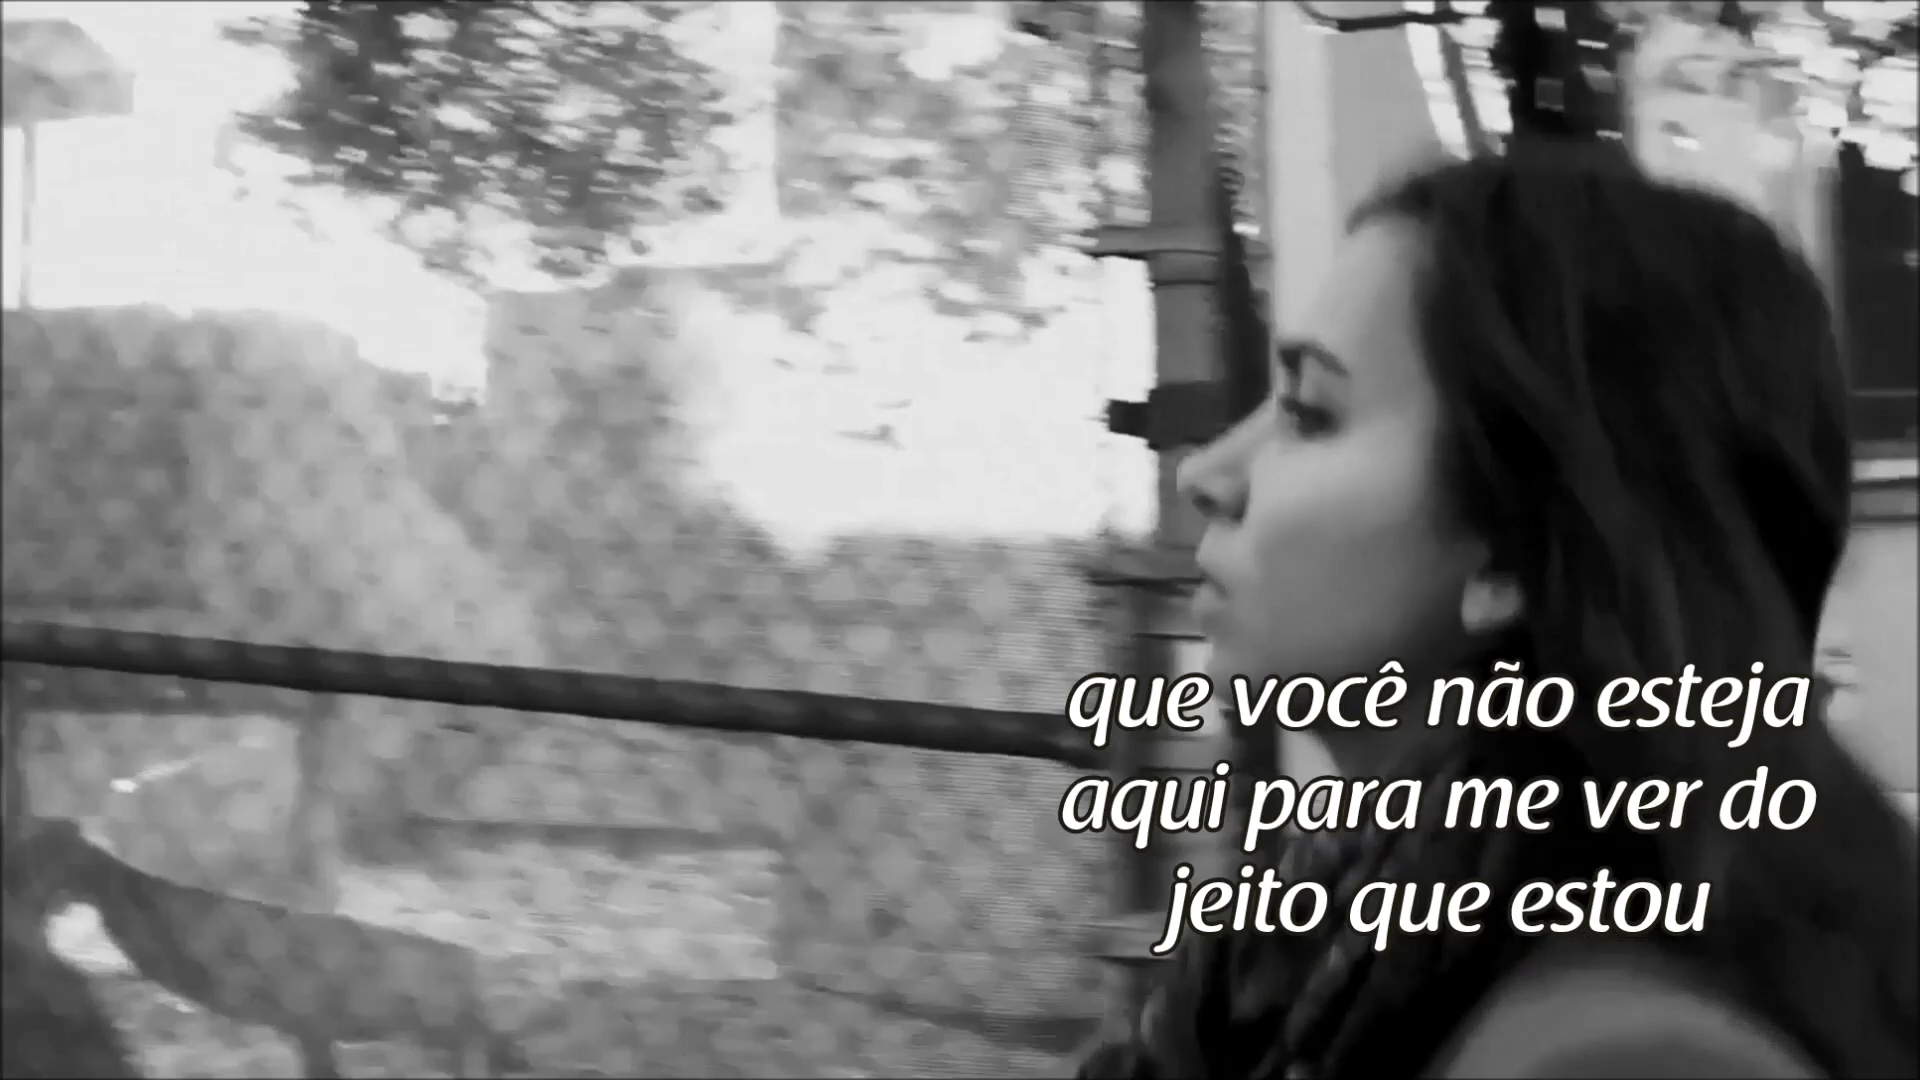 que você não esteja
aqui para me ver do
jeito que estou